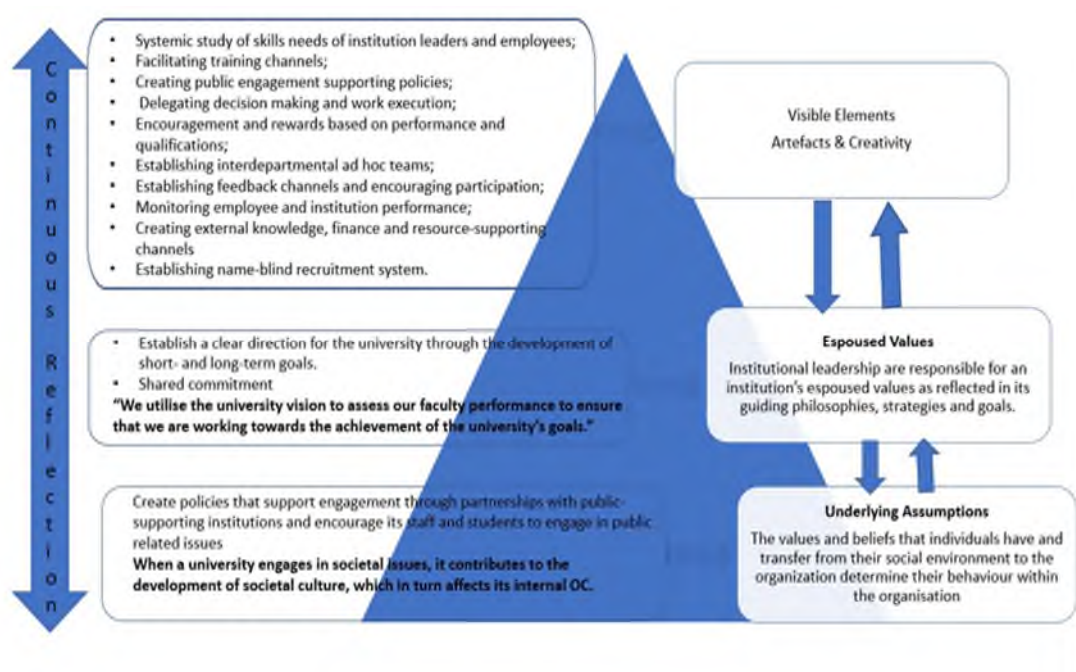 Continuous Reflection
• Systemic study of skills needs of institution leaders and employees;
• Facilitating training channels;
• Creating public engagement supporting policies;
• Delegating decision making and work execution;
• Encouragement and rewards based on performance and
qualifications;
• Establishing interdepartmental ad hoc teams;
• Establishing feedback channels and encouraging participation;
• Monitoring employee and institution performance;
• Creating external knowledge, finance and resource-supporting
channels
• Establishing name-blind recruitment system.
Visible Elements
Artefacts & Creativity
• Establish a clear direction for the university through the development of
short- and long-term goals.
• Shared commitment
“We utilise the university vision to assess our faculty performance to ensure
that we are working towards the achievement of the university's goals.”
Espoused Values
Institutional leadership are responsible for an
institution's espoused values as reflected in its
guiding philosophies, strategies and goals.
Create policies that support engagement through partnerships with public-
supporting institutions and encourage its staff and students to engage in public
related issues
When a university engages in societal issues, it contributes to the
development of societal culture, which in turn affects its internal OC.
Underlying Assumptions
The values and beliefs that individuals have and
transfer from their social environment to the
organization determine their behaviour within
the organisation